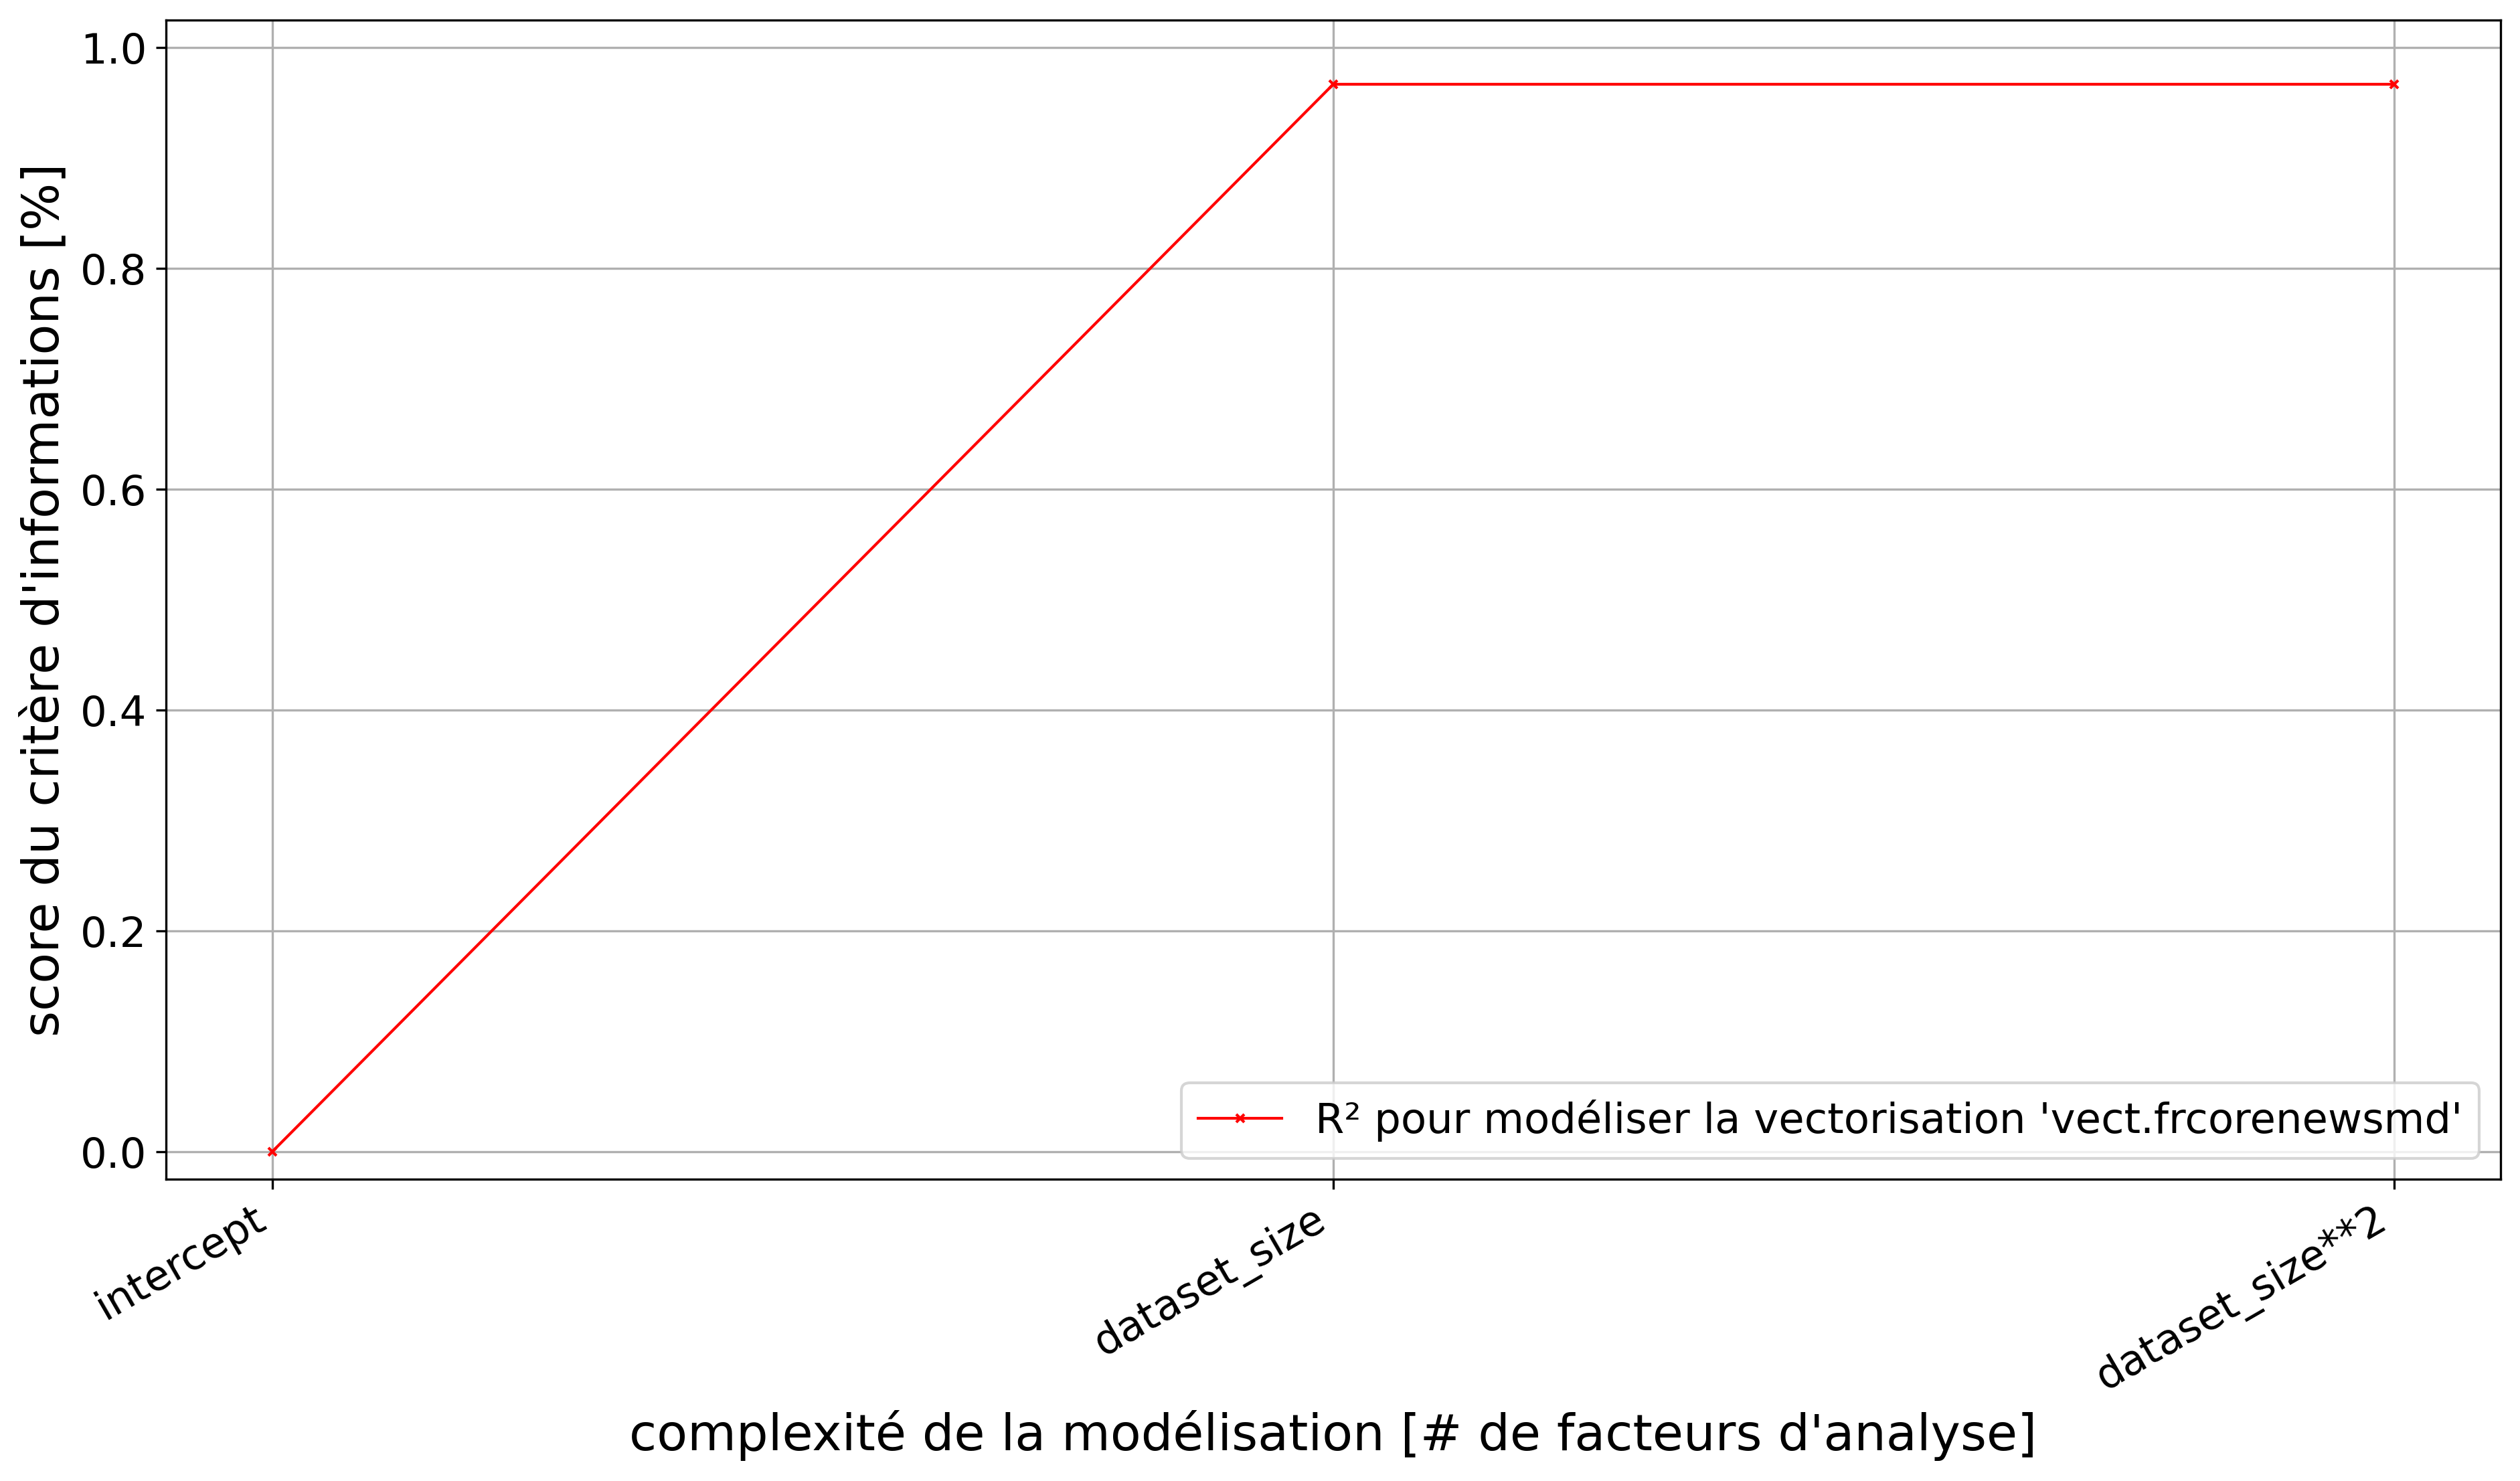 score du critère d'informations [%]
1.0
0.8
0.6
0.4
0.2
0.0
R² pour modéliser la vectorisation 'vect.frcorenewsmd'
intercept
dataset_size
dataset_size**2
complexité de la modélisation [# de facteurs d'analyse]